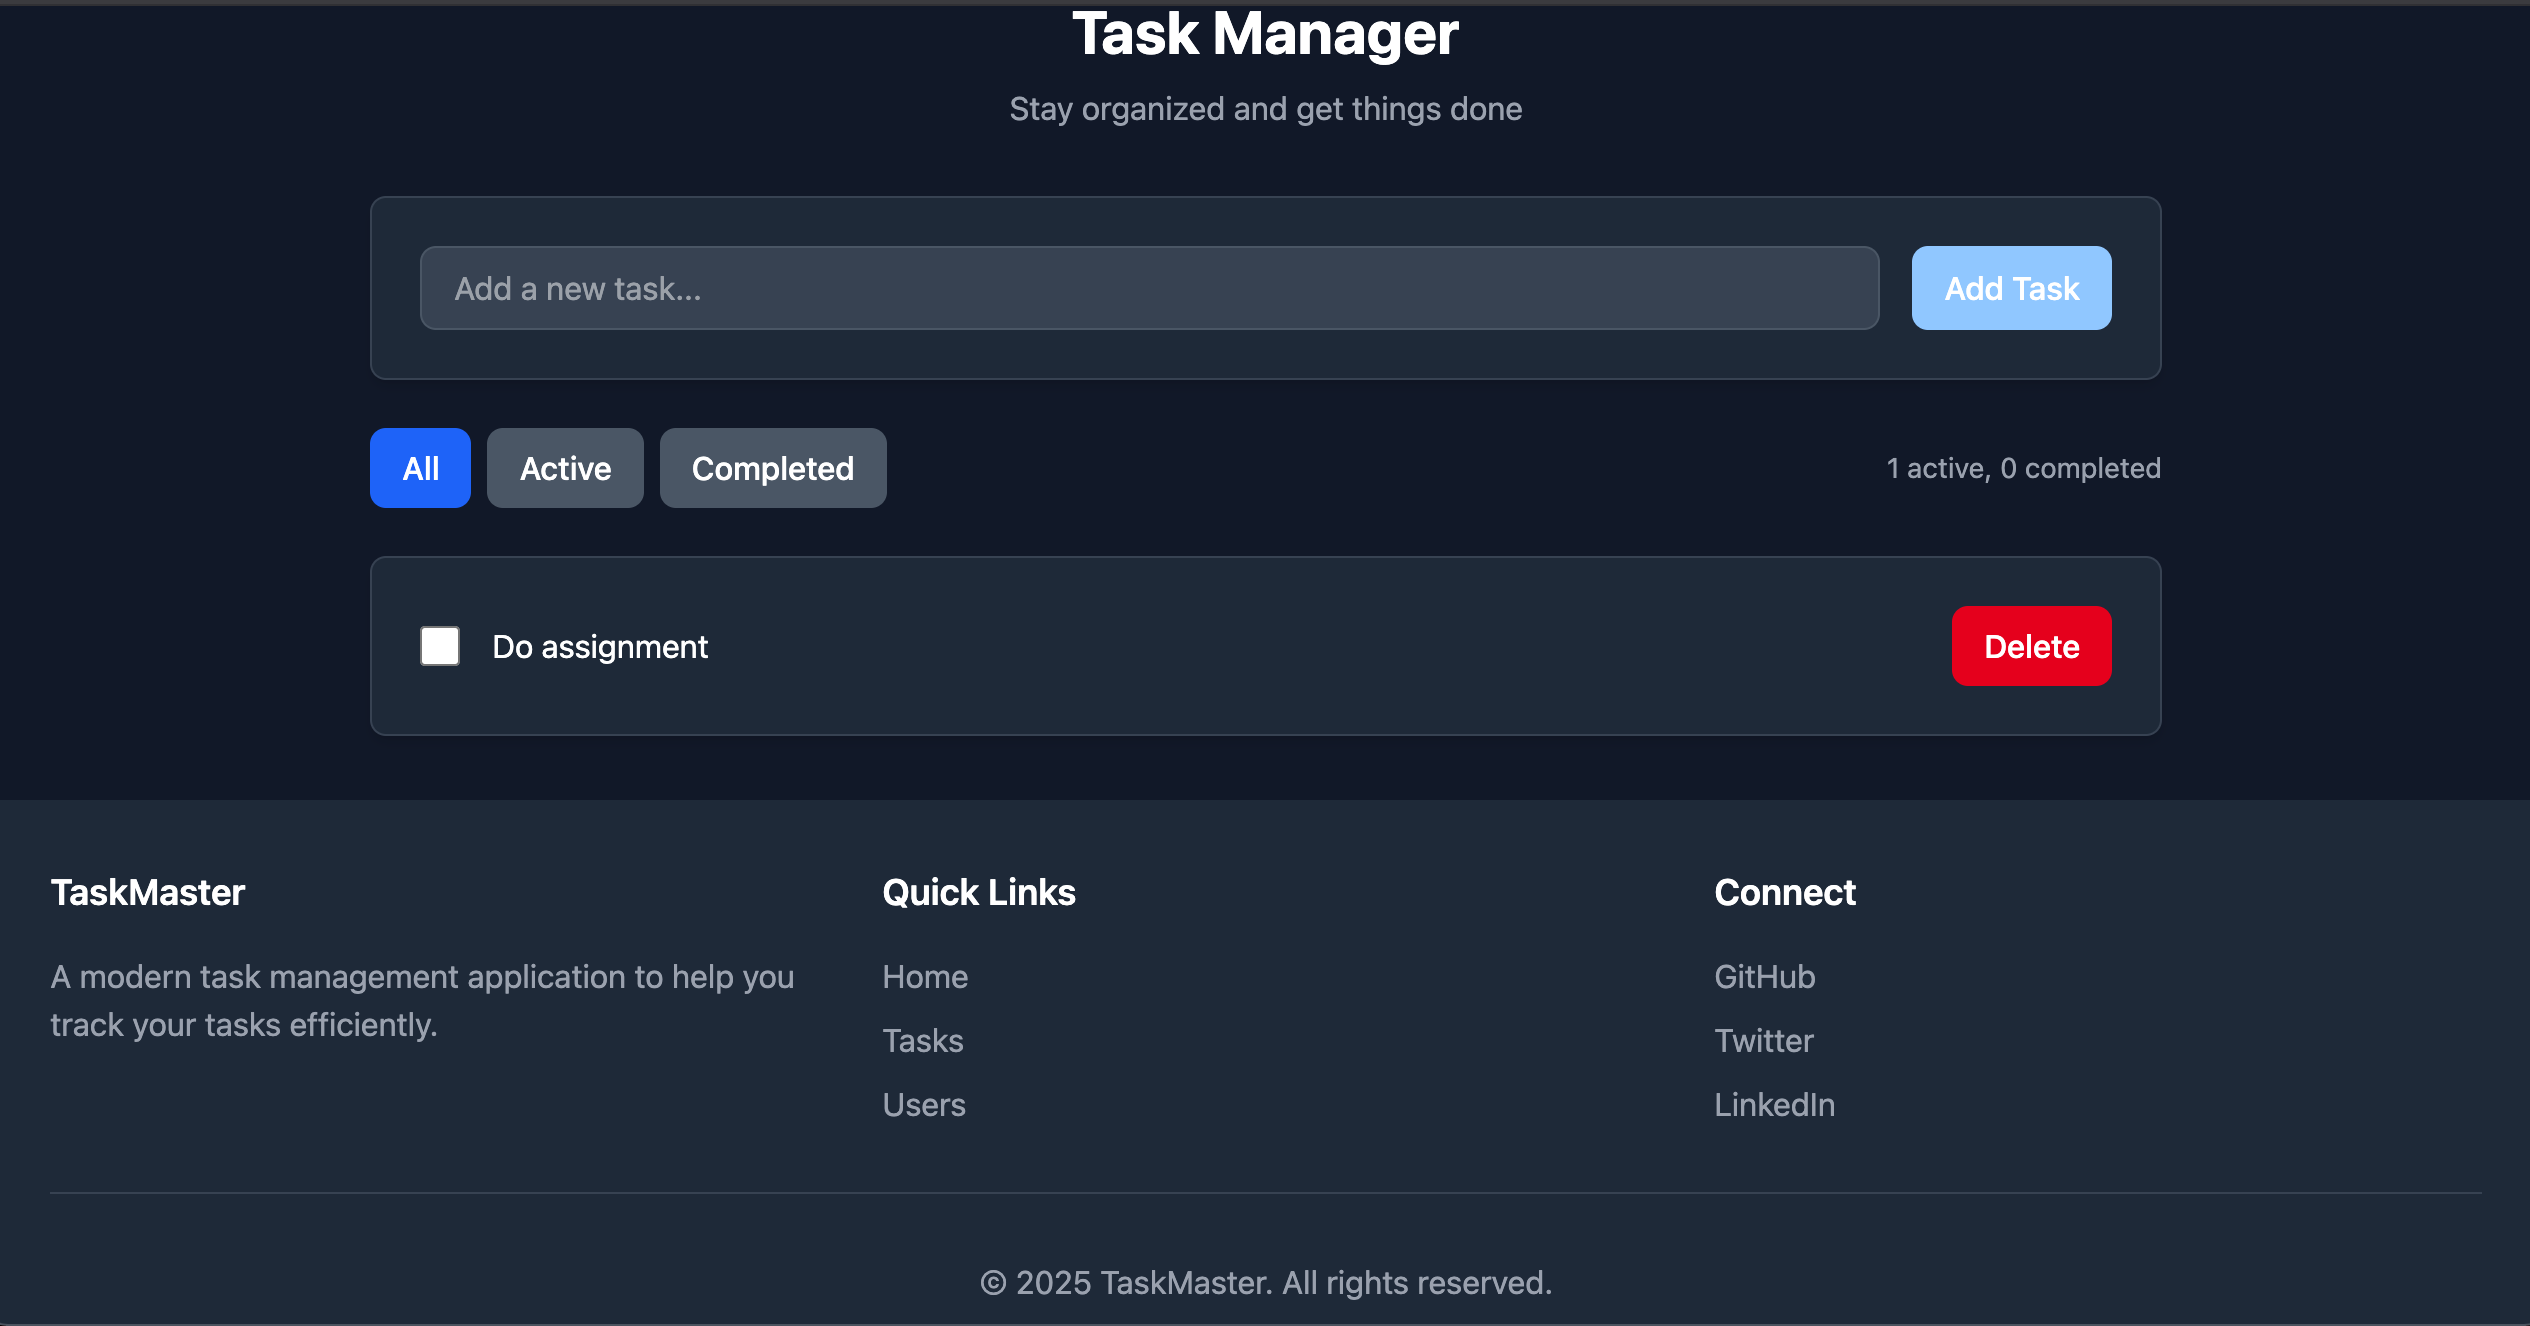 Task Manager
Stay organized and get things done
Add a new task...
Add Task
All
Active
Completed
1 active, 0 completed
Do assignment
Delete
TaskMaster
A modern task management application to help you
track your tasks efficiently.
Quick Links
Home
Tasks
Users
Connect
GitHub
Twitter
LinkedIn
© 2025 TaskMaster. All rights reserved.